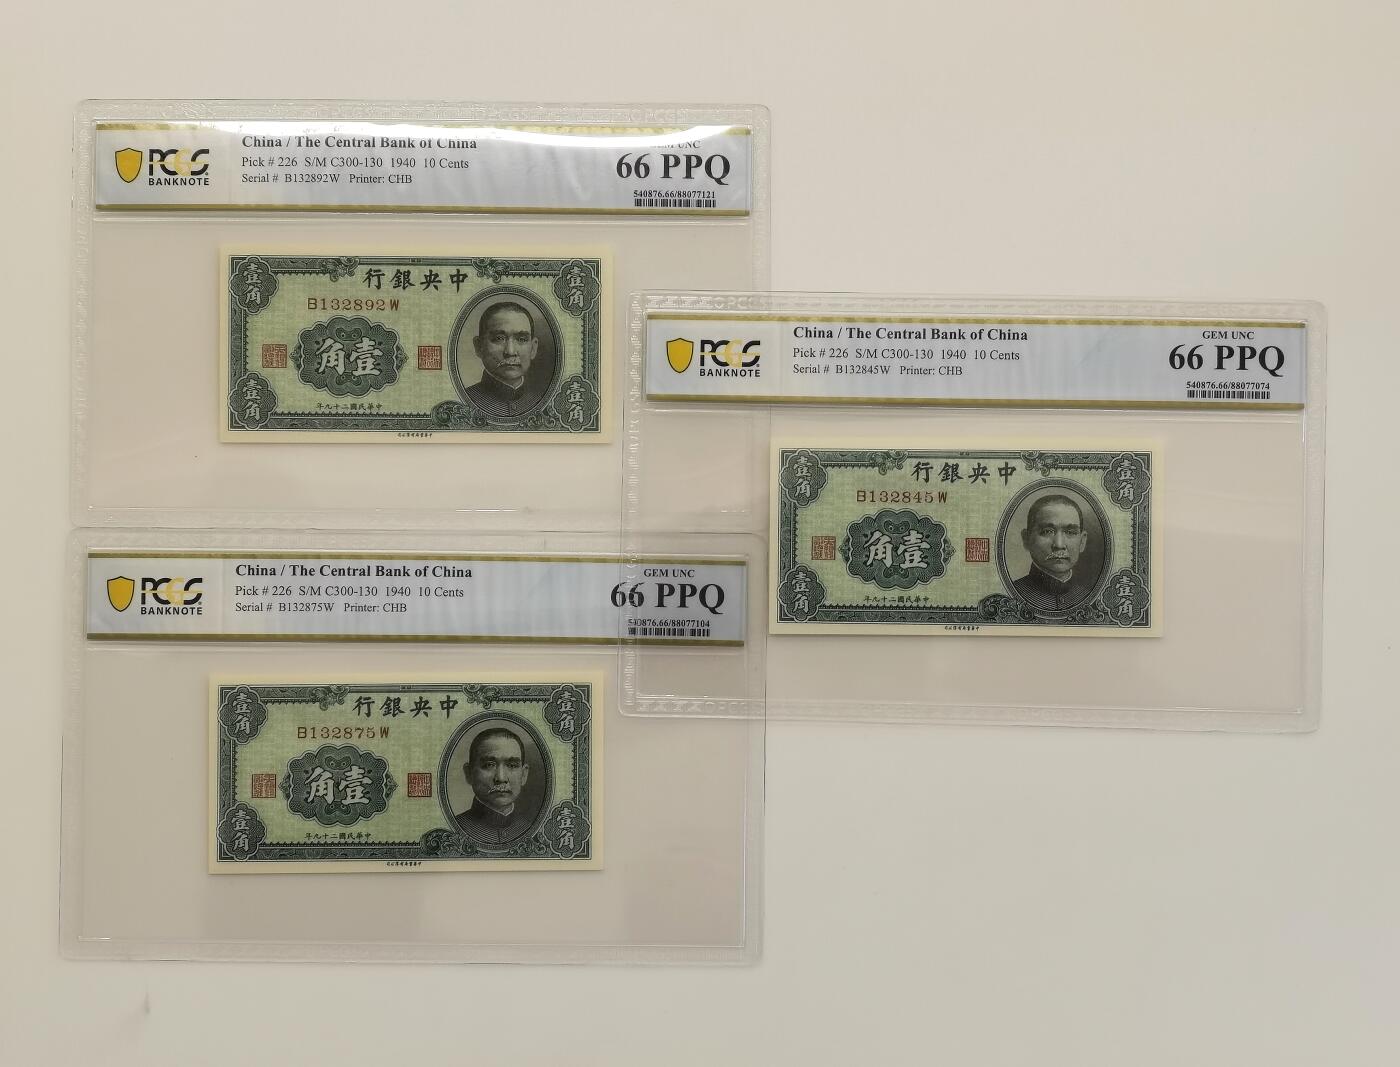 China / The Central Bank of China
Pick # 226 S/M C300-130 1940 10 Cents
Serial # B132892W Printer: CHB
PCGS
BANKNOTE
GEM UNC
66 PPQ
540876.66/88077121
行銀央中
B132892W
壹角
壹角
角壹
壹角
壹角
年九十二國民華中
China / The Central Bank of China
Pick # 226 S/M C300-130 1940 10 Cents
Serial # B132845W Printer: CHB
PCGS
BANKNOTE
GEM UNC
66 PPQ
540876.66/88077074
行銀央中
B132845W
壹角
壹角
角壹
壹角
壹角
年九十二國民華中
China / The Central Bank of China
Pick # 226 S/M C300-130 1940 10 Cents
Serial # B132875W Printer: CHB
PCGS
BANKNOTE
GEM UNC
66 PPQ
540876.66/88077104
行銀央中
B132875W
壹角
壹角
角壹
壹角
壹角
年九十二國民華中